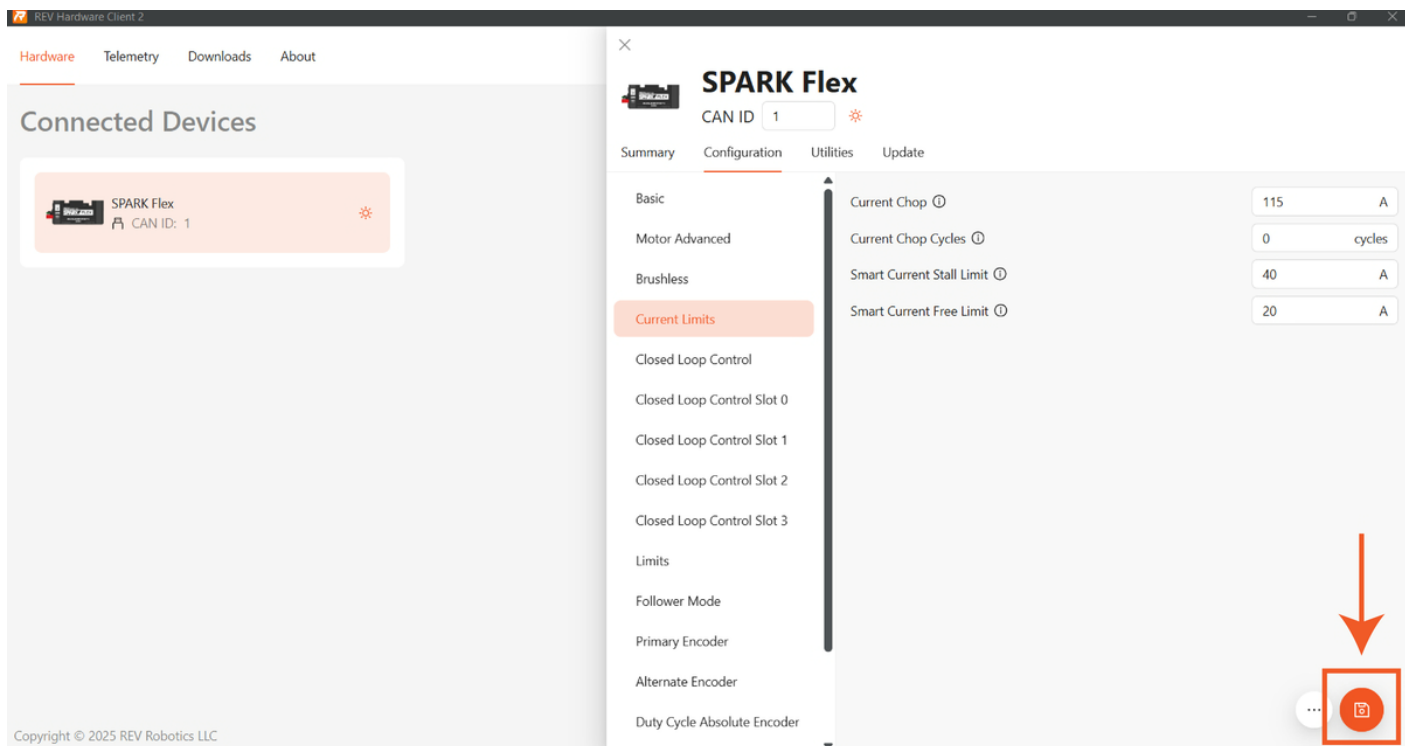 REV Hardware Client 2
Hardware Telemetry Downloads About
Connected Devices
SPARK Flex
CAN ID: 1
SPARK Flex
CAN ID 1
Summary Configuration Utilities Update
Basic
Motor Advanced
Brushless
Current Limits
Closed Loop Control
Closed Loop Control Slot 0
Closed Loop Control Slot 1
Closed Loop Control Slot 2
Closed Loop Control Slot 3
Limits
Follower Mode
Primary Encoder
Alternate Encoder
Duty Cycle Absolute Encoder
Current Chop 115 A
Current Chop Cycles 0 cycles
Smart Current Stall Limit 40 A
Smart Current Free Limit 20 A
...
Copyright © 2025 REV Robotics LLC